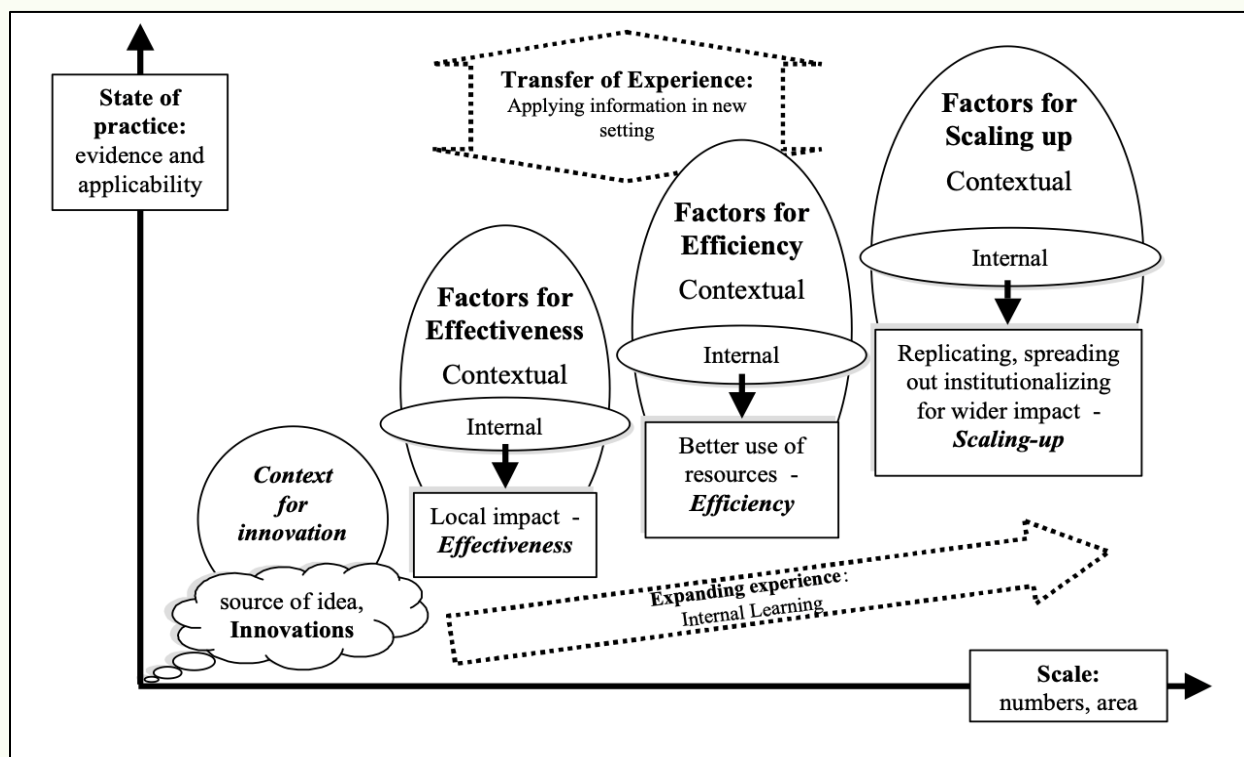 State of
practice:
evidence and
applicability
Transfer of Experience:
Applying information in new
setting
Factors for
Scaling up
Contextual
Internal
Replicating, spreading
out institutionalizing
for wider impact -
Scaling-up
Factors for
Efficiency
Contextual
Internal
Better use of
resources -
Efficiency
Factors for
Effectiveness
Contextual
Internal
Local impact -
Effectiveness
Context
for
innovation
source of idea,
Innovations
Expanding experience:
Internal Learning
Scale:
numbers, area